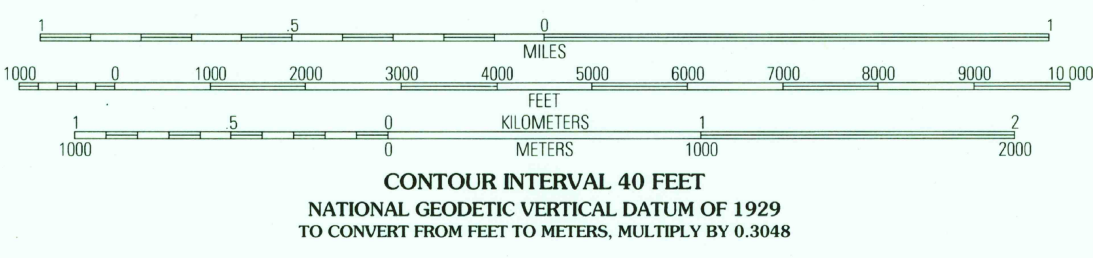 1 .5 0 1
MILES
1000 0 1000 2000 3000 4000 5000 6000 7000 8000 9000 10 000
FEET
1 .5 0 KILOMETERS 1 2
1000 0 METERS 1000 2000
CONTOUR INTERVAL 40 FEET
NATIONAL GEODETIC VERTICAL DATUM OF 1929
TO CONVERT FROM FEET TO METERS, MULTIPLY BY 0.3048